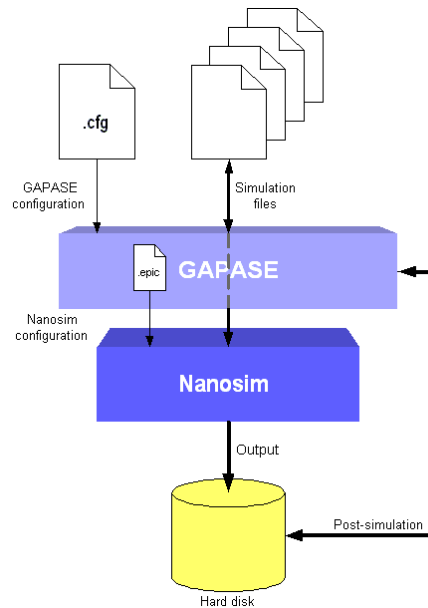 .cfg
GAPASE
configuration
Simulation
files
.epic
GAPASE
Nanosim
configuration
Nanosim
Output
Post-simulation
Hard disk